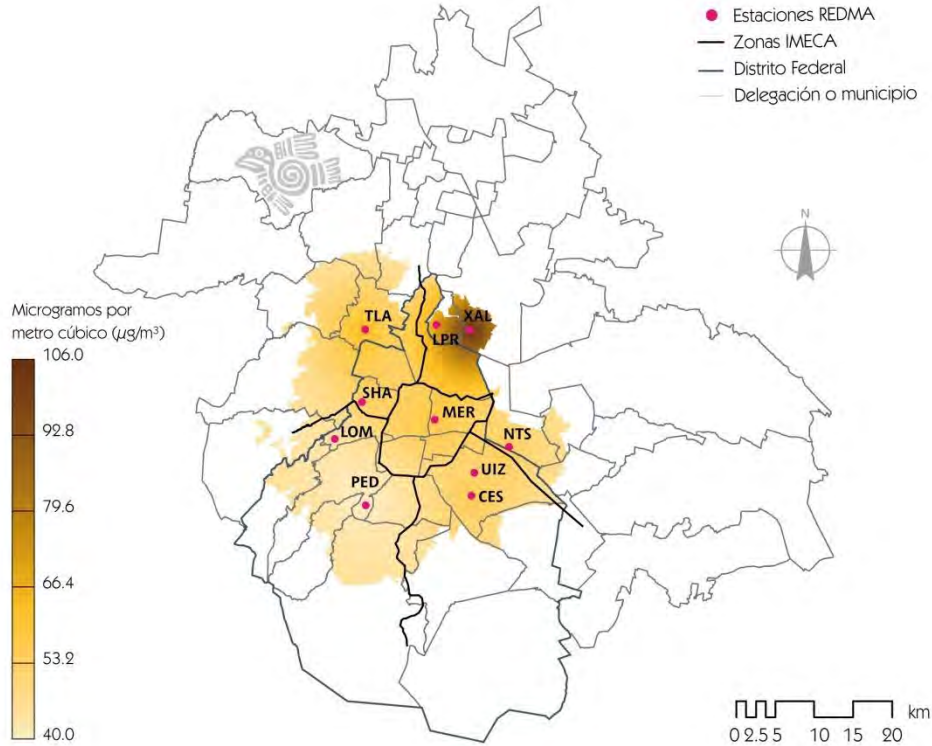 Estaciones REDMA
Zonas IMECA
Distrito Federal
Delegación o municipio
N
Microgramos por
metro cúbico (µg/m³)
106.0
92.8
79.6
66.4
53.2
40.0
TLA
XAL
LPR
SHA
MER
LOM
NTS
UIZ
PED
CES
km
0 2.5 5 10 15 20